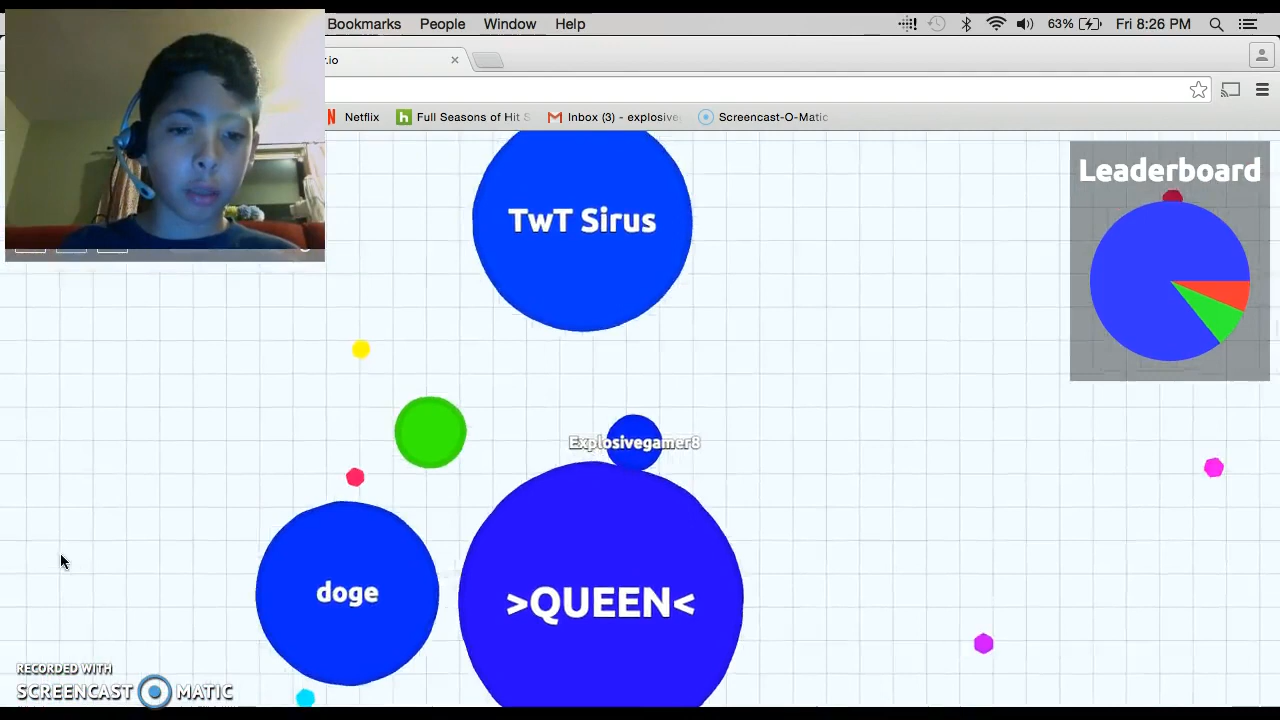 Bookmarks People Window Help 63% Fri 8:26 PM
r.io
Netflix Full Seasons of Hit S Inbox (3) - explosive Screencast-O-Matic
Leaderboard
TwT Sirus
Explosivegamer8
doge
>QUEEN<
RECORDED WITH
SCREENCAST MATIC